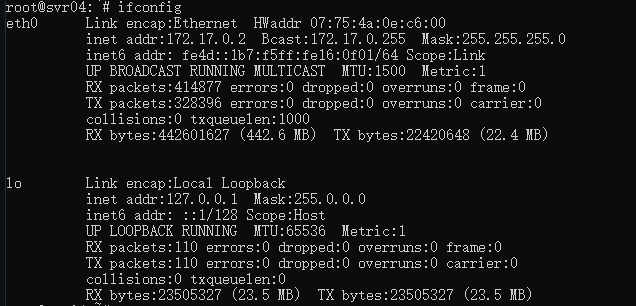 root@svr04:~# ifconfig
eth0 Link encap:Ethernet HWaddr 07:75:4a:0e:c6:00
inet addr:172.17.0.2 Bcast:172.17.0.255 Mask:255.255.255.0
inet6 addr: fe4d::1b7:f5ff:fe16:0f01/64 Scope:Link
UP BROADCAST RUNNING MULTICAST MTU:1500 Metric:1
RX packets:414877 errors:0 dropped:0 overruns:0 frame:0
TX packets:328396 errors:0 dropped:0 overruns:0 carrier:0
collisions:0 txqueuelen:1000
RX bytes:442601627 (442.6 MB) TX bytes:22420648 (22.4 MB)
lo Link encap:Local Loopback
inet addr:127.0.0.1 Mask:255.0.0.0
inet6 addr: ::1/128 Scope:Host
UP LOOPBACK RUNNING MTU:65536 Metric:1
RX packets:110 errors:0 dropped:0 overruns:0 frame:0
TX packets:110 errors:0 dropped:0 overruns:0 carrier:0
collisions:0 txqueuelen:0
RX bytes:23505327 (23.5 MB) TX bytes:23505327 (23.5 MB)